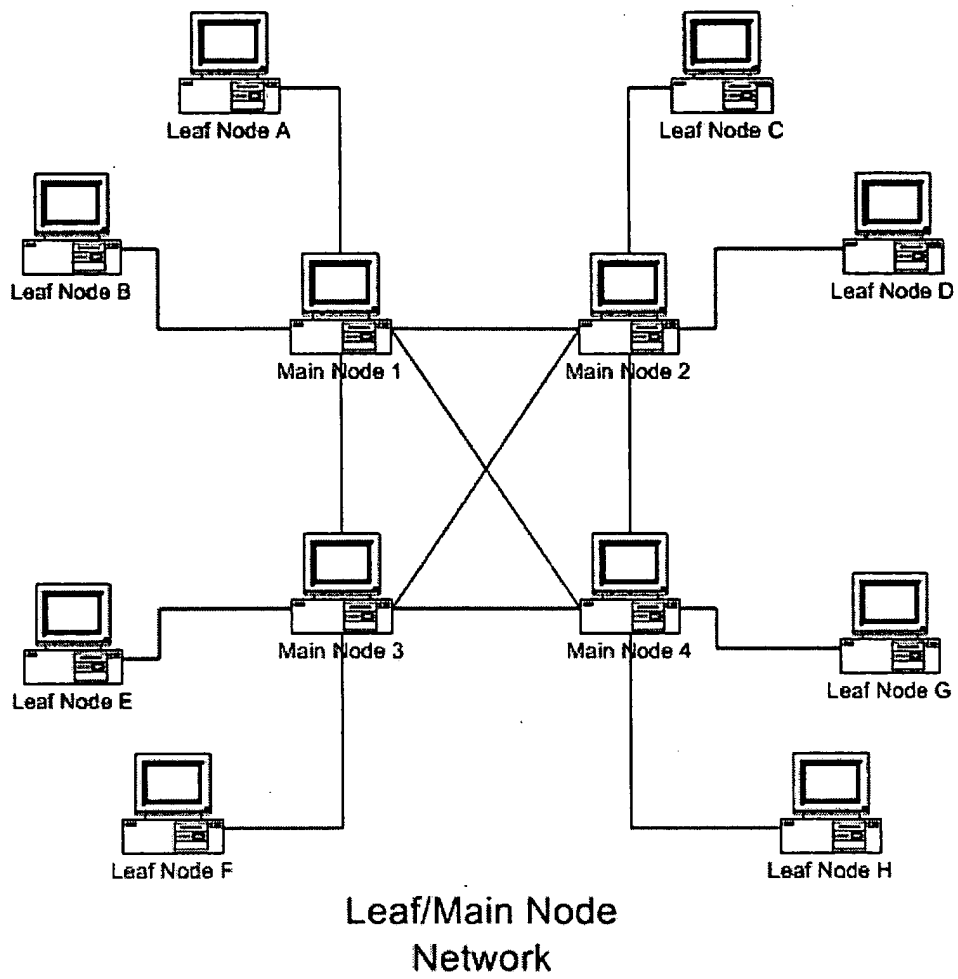 Leaf Node A
Leaf Node C
Leaf Node B
Leaf Node D
Main Node 1
Main Node 2
Main Node 3
Main Node 4
Leaf Node E
Leaf Node G
Leaf Node F
Leaf Node H
Leaf/Main Node
Network